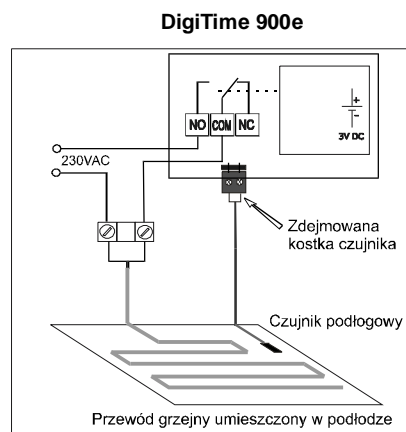 DigiTime 900e
NO COM NC
+
-
3V DC
230VAC
Zdejmowana
kostka czujnika
Czujnik podłogowy
Przewód grzejny umieszczony w podłodze